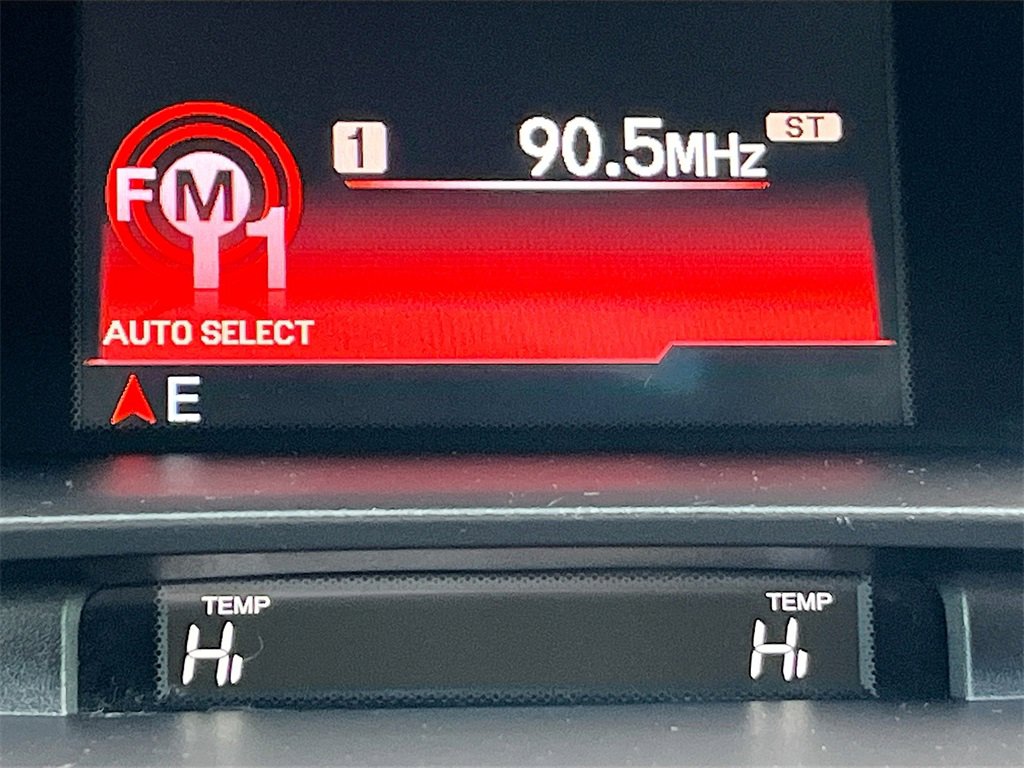 FM1
1 90.5MHz ST
AUTO SELECT
E
TEMP TEMP
Hi Hi